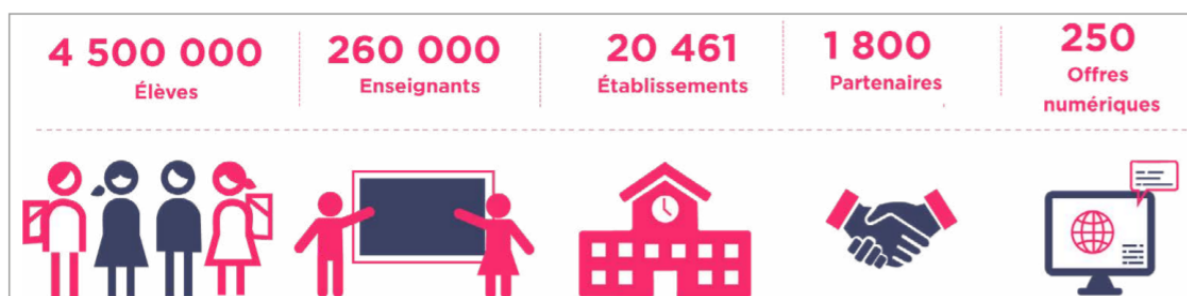 4 500 000
Élèves
260 000
Enseignants
20 461
Établissements
1 800
Partenaires
250
Offres
numériques